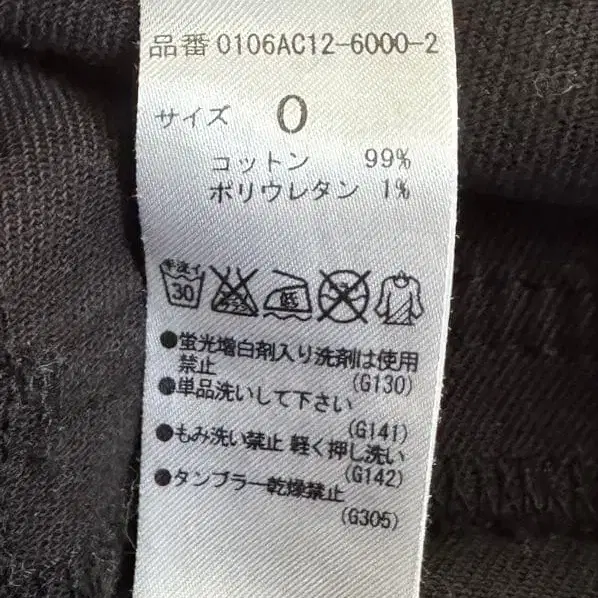 品番 0106AC12-6000-2
サイズ 0
コットン 99%
ポリウレタン 1%
手洗イ 30 低
●蛍光増白剤入り洗剤は使用
禁止 (G130)
●単品洗いして下さい
(G141)
●もみ洗い禁止 軽く押し洗い
(G142)
●タンブラー乾燥禁止
(G305)